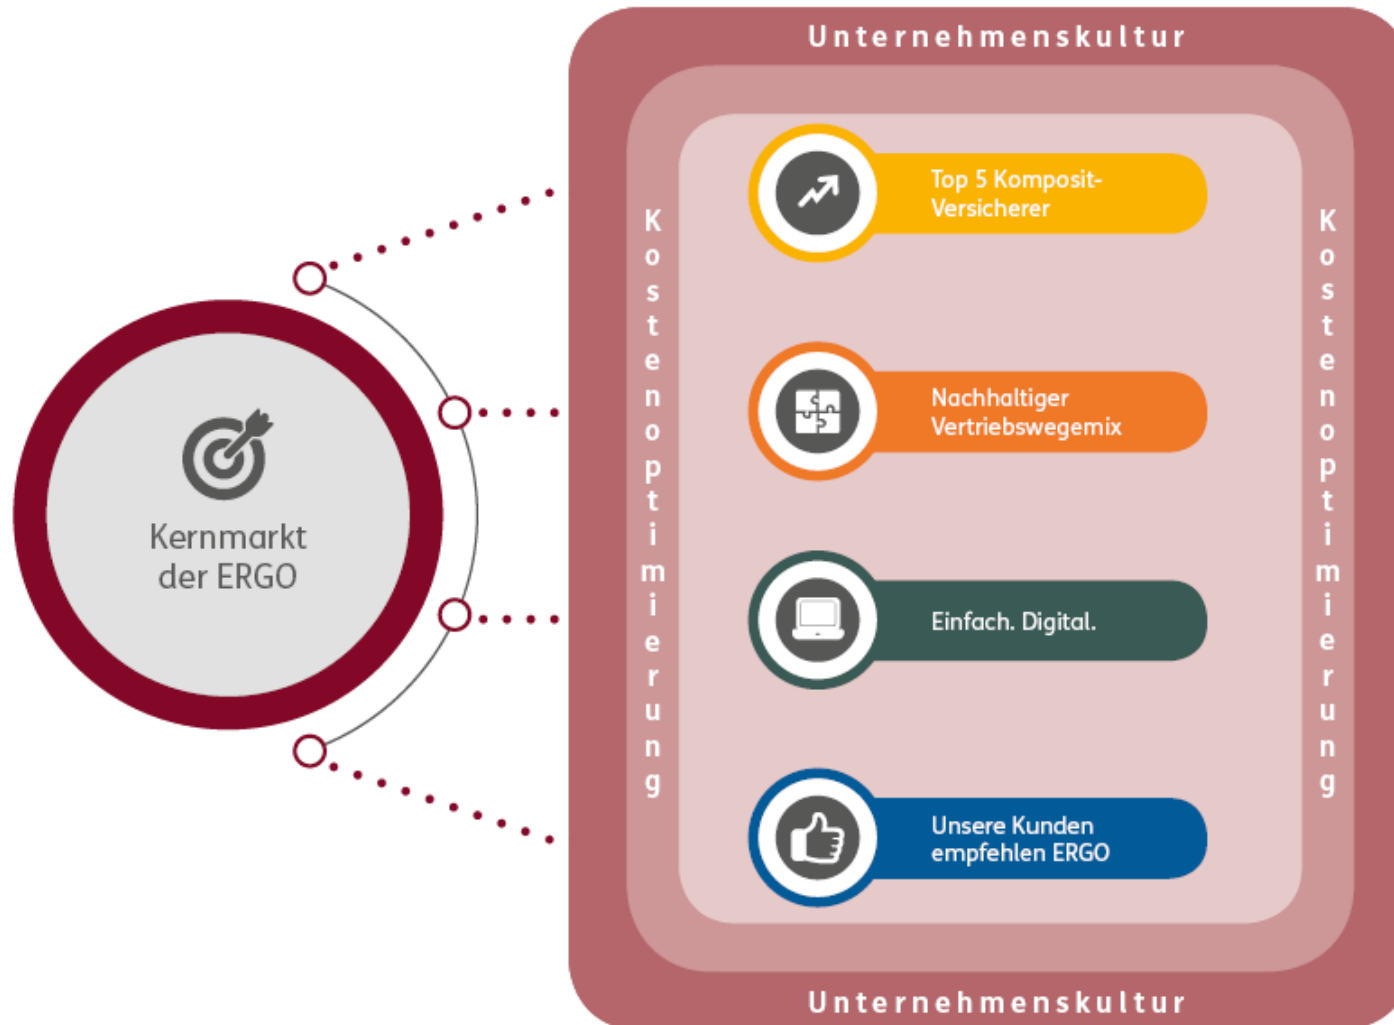 Unternehmenskultur
Kostenoptimierung
Kostenoptimierung
Kernmarkt
der ERGO
Top 5 Komposit-
Versicherer
Nachhaltiger
Vertriebswegemix
Einfach. Digital.
Unsere Kunden
empfehlen ERGO
Unternehmenskultur